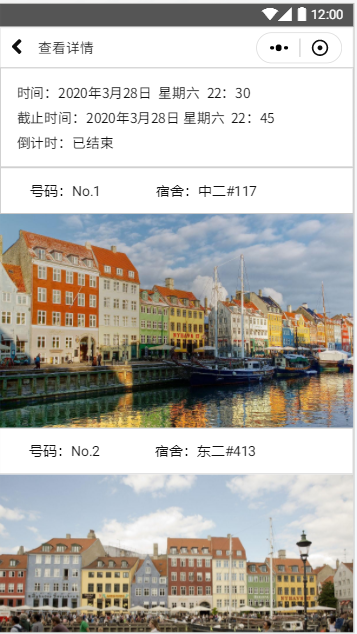 12:00
查看详情
时间：2020年3月28日 星期六 22：30
截止时间：2020年3月28日 星期六 22：45
倒计时：已结束
号码：No.1 宿舍：中二#117
号码：No.2 宿舍：东二#413